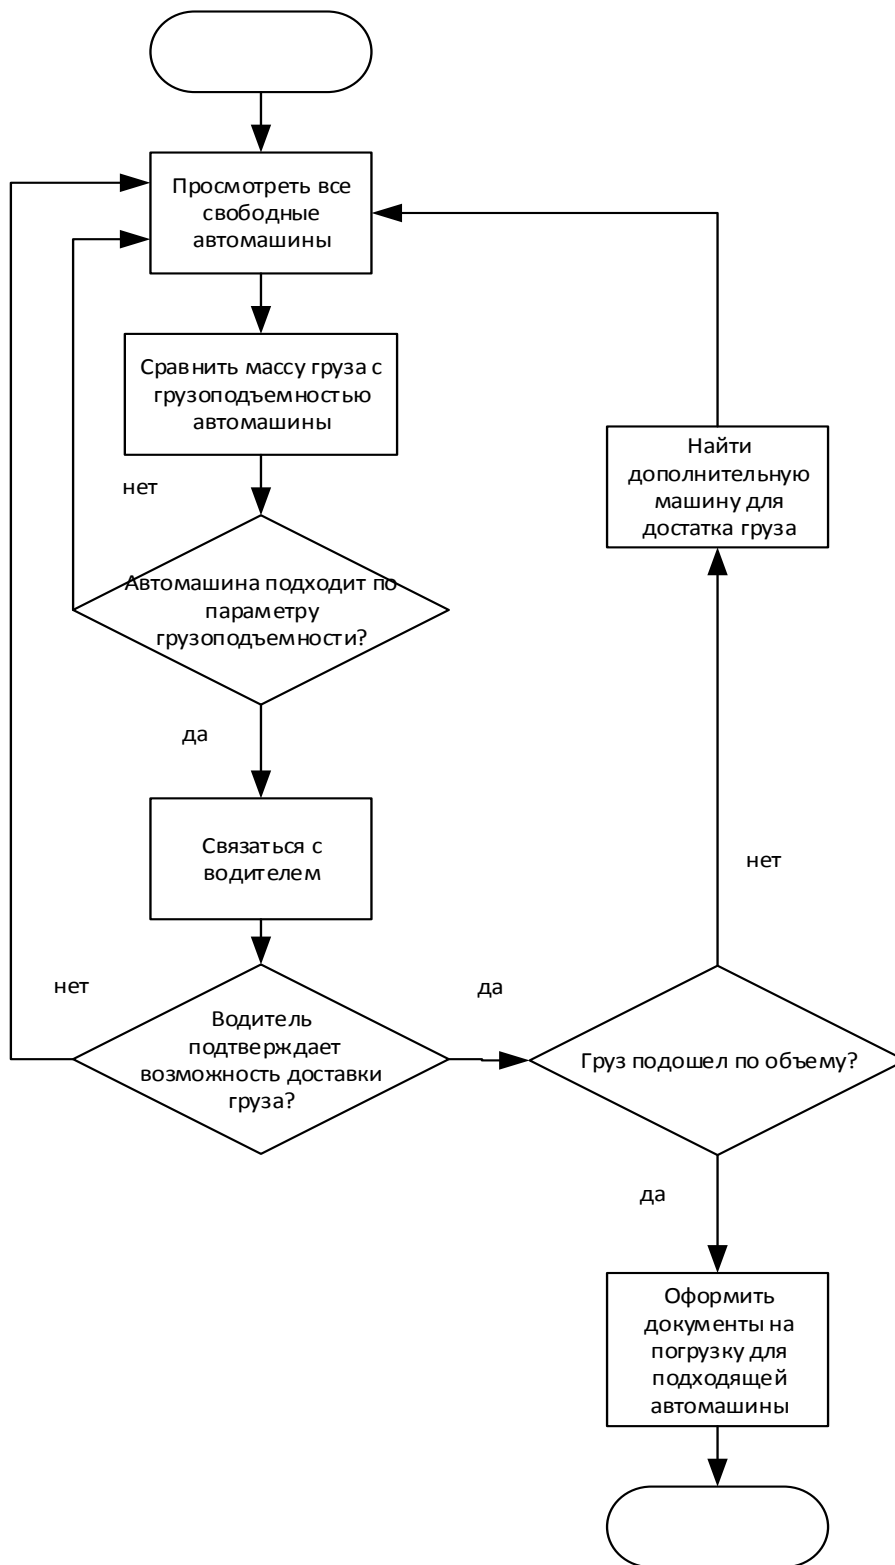 Просмотреть все
свободные
автомашины
Сравнить массу груза с
грузоподъемностью
автомашины
нет
Автомашина подходит по
параметру
грузоподъемности?
да
Связаться с
водителем
нет
Водитель
подтверждает
возможность доставки
груза?
да
Груз подошел по объему?
нет
Найти
дополнительную
машину для
достатка груза
да
Оформить
документы на
погрузку для
подходящей
автомашины